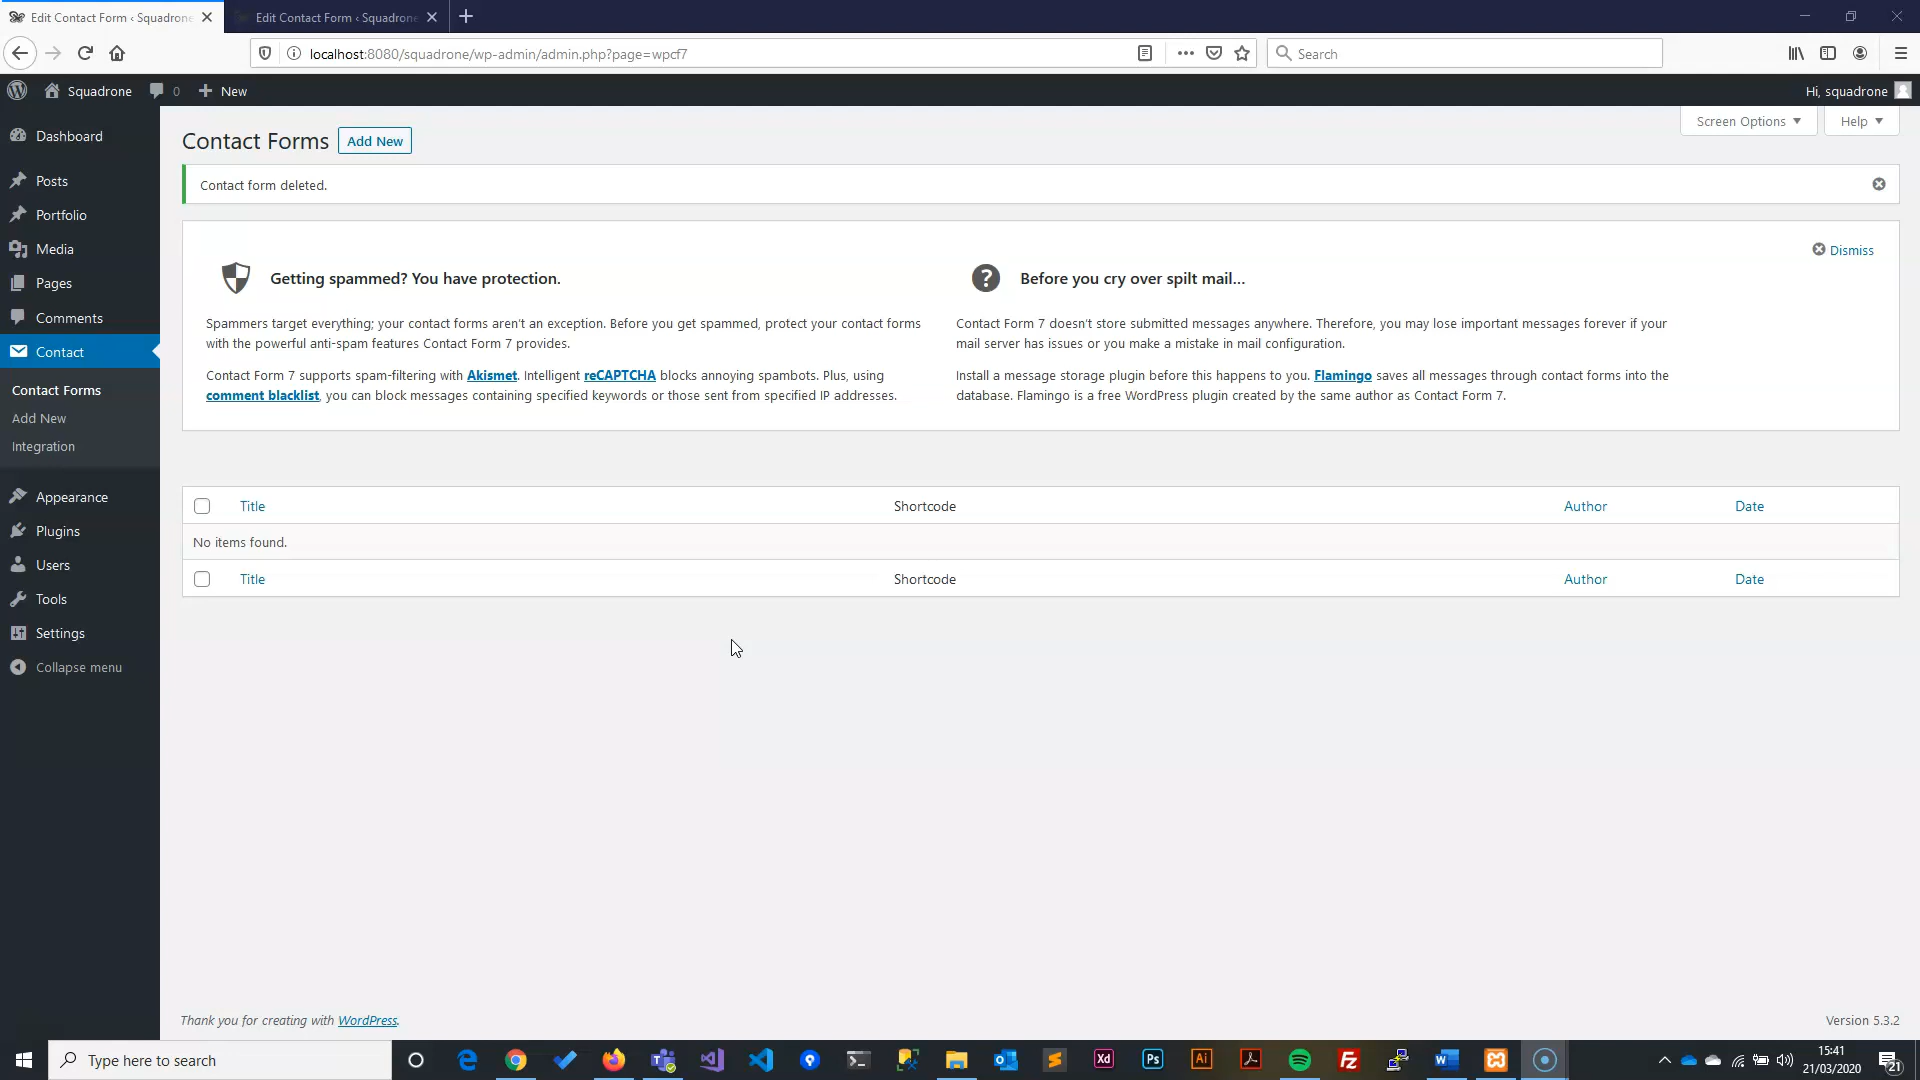 Edit Contact Form ‹ Squadrone
Edit Contact Form ‹ Squadrone
localhost:8080/squadrone/wp-admin/admin.php?page=wpcf7
Search
Squadrone
0
New
Hi, squadrone
Dashboard
Posts
Portfolio
Media
Pages
Comments
Contact
Contact Forms
Add New
Integration
Appearance
Plugins
Users
Tools
Settings
Collapse menu
Screen Options
Help
Contact Forms
Add New
Contact form deleted.
Dismiss
Getting spammed? You have protection.
Spammers target everything; your contact forms aren't an exception. Before you get spammed, protect your contact forms
with the powerful anti-spam features Contact Form 7 provides.
Contact Form 7 supports spam-filtering with Akismet. Intelligent reCAPTCHA blocks annoying spambots. Plus, using
comment blacklist, you can block messages containing specified keywords or those sent from specified IP addresses.
Before you cry over spilt mail…
Contact Form 7 doesn't store submitted messages anywhere. Therefore, you may lose important messages forever if your
mail server has issues or you make a mistake in mail configuration.
Install a message storage plugin before this happens to you. Flamingo saves all messages through contact forms into the
database. Flamingo is a free WordPress plugin created by the same author as Contact Form 7.
Title Shortcode Author Date
No items found.
Title Shortcode Author Date
Thank you for creating with WordPress.
Version 5.3.2
Type here to search
Xd
Ps
Ai
15:41
21/03/2020
21